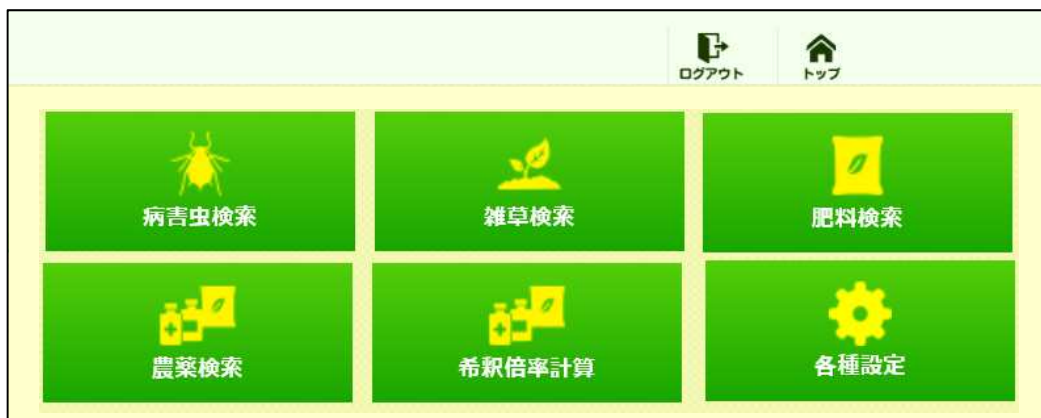 ログアウト
トップ
病害虫検索
雑草検索
肥料検索
農薬検索
希釈倍率計算
各種設定